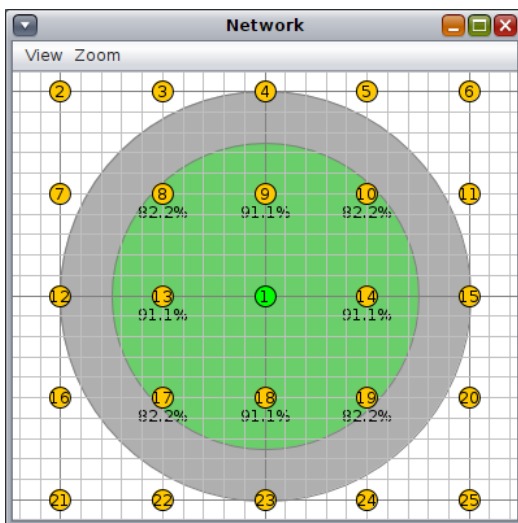 Network
View Zoom
2 3 4 5 6
7 8 9 10 11
82.2% 91.1% 82.2%
12 13 1 14 15
91.1% 91.1%
16 17 18 19 20
82.2% 91.1% 82.2%
21 22 23 24 25